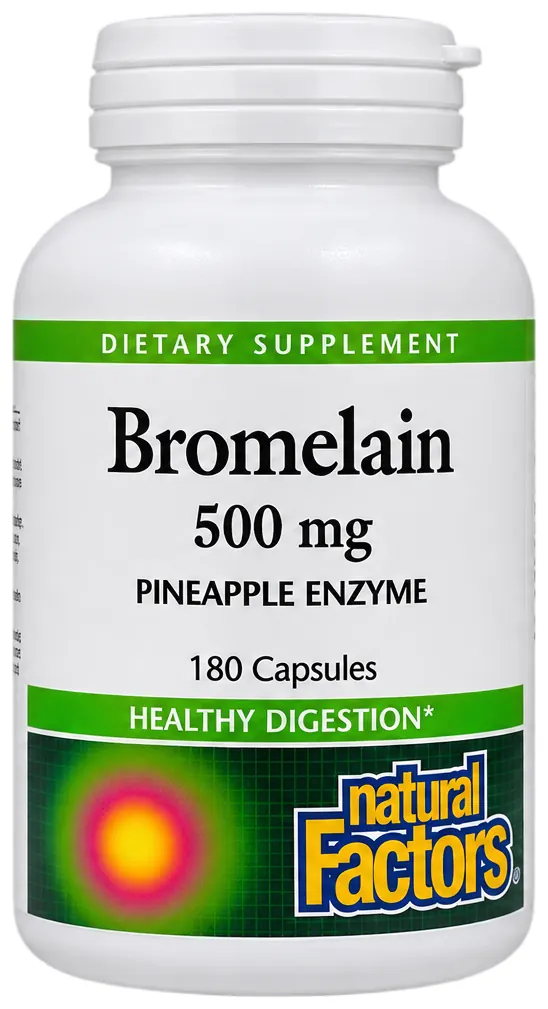 DIETARY SUPPLEMENT
Bromelain
500 mg
PINEAPPLE ENZYME
180 Capsules
HEALTHY DIGESTION*
natural
Factors®